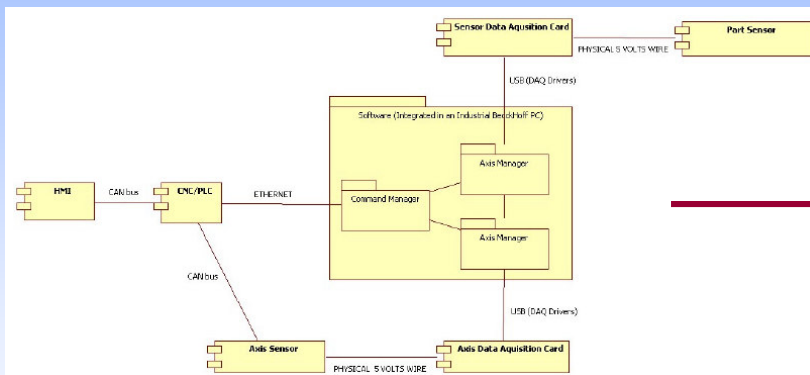 Sensor Data Aqusition Card
Part Sensor
PHYSICAL 5 VOLTS WIRE
USB (DAQ Drivers)
Software (Integrated in an Industrial BeckHoff PC)
Axis Manager
HMI
CAN bus
CNC/PLC
ETHERNET
Command Manager
Axis Manager
CAN bus
USB (DAQ Drivers)
Axis Sensor
PHYSICAL 5 VOLTS WIRE
Axis Data Aquisition Card